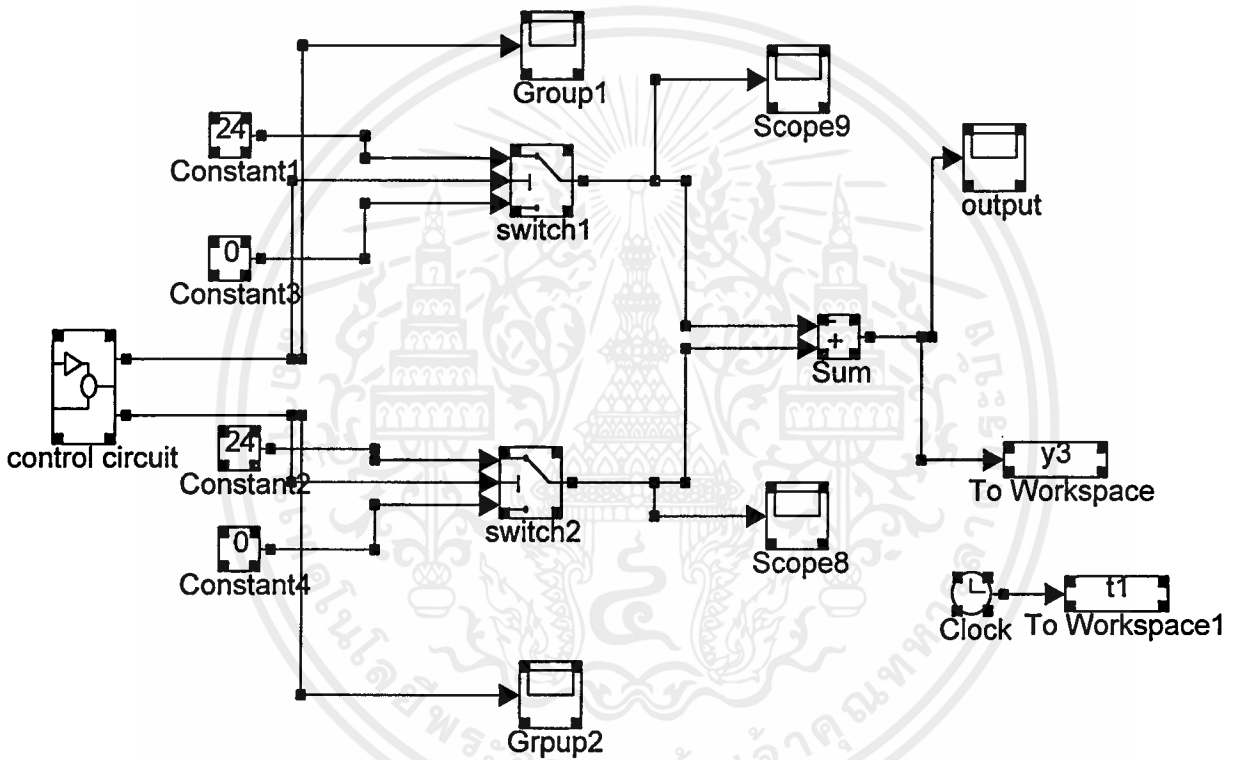 Group1
Scope9
24
Constant1
switch1
output
0
Constant3
Sum
control circuit
24
Constant2
y3
To Workspace
switch2
0
Constant4
Scope8
t1
Clock
To Workspace1
Grpup2